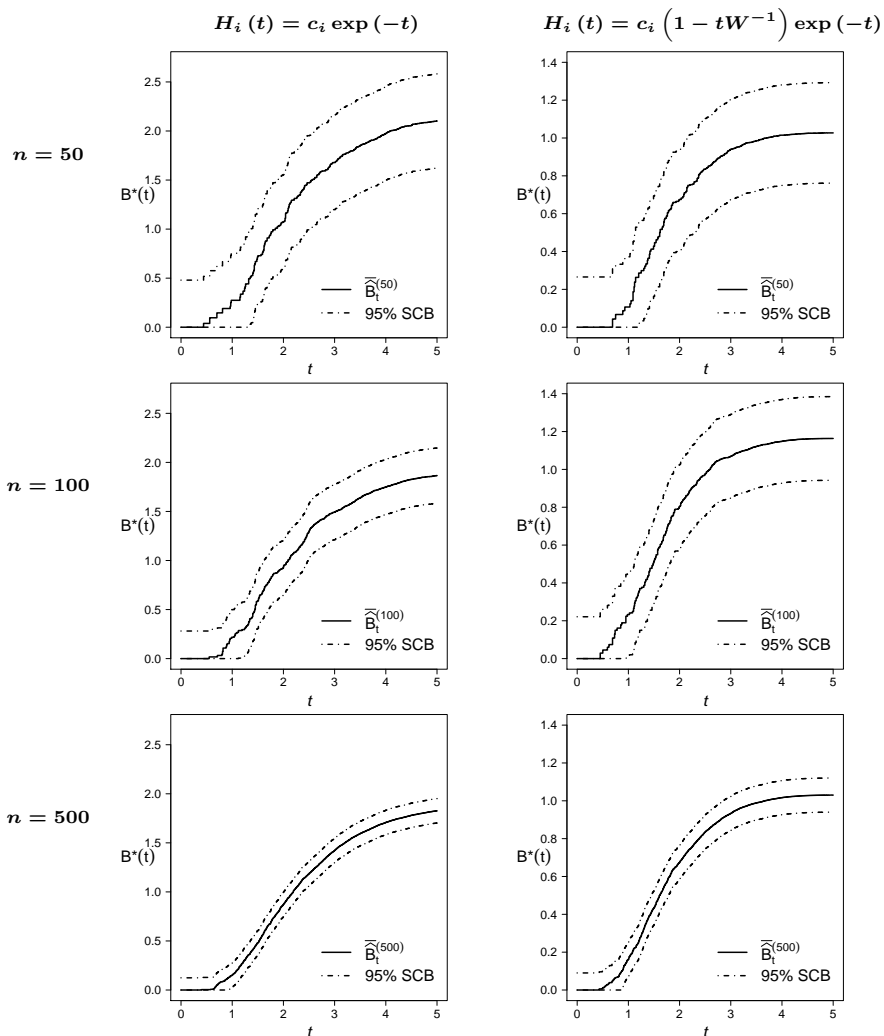 H_i (t) = c_i exp (−t)
H_i (t) = c_i (1 − tW^{−1}) exp (−t)
n = 50
2.5
2.0
1.5
1.0
0.5
0.0
B*(t)
0 1 2 3 4 5
t
B̂̅_t^{(50)}
95% SCB
1.4
1.2
1.0
0.8
0.6
0.4
0.2
0.0
B*(t)
0 1 2 3 4 5
t
B̂̅_t^{(50)}
95% SCB
n = 100
2.5
2.0
1.5
1.0
0.5
0.0
B*(t)
0 1 2 3 4 5
t
B̂̅_t^{(100)}
95% SCB
1.4
1.2
1.0
0.8
0.6
0.4
0.2
0.0
B*(t)
0 1 2 3 4 5
t
B̂̅_t^{(100)}
95% SCB
n = 500
2.5
2.0
1.5
1.0
0.5
0.0
B*(t)
0 1 2 3 4 5
t
B̂̅_t^{(500)}
95% SCB
1.4
1.2
1.0
0.8
0.6
0.4
0.2
0.0
B*(t)
0 1 2 3 4 5
t
B̂̅_t^{(500)}
95% SCB